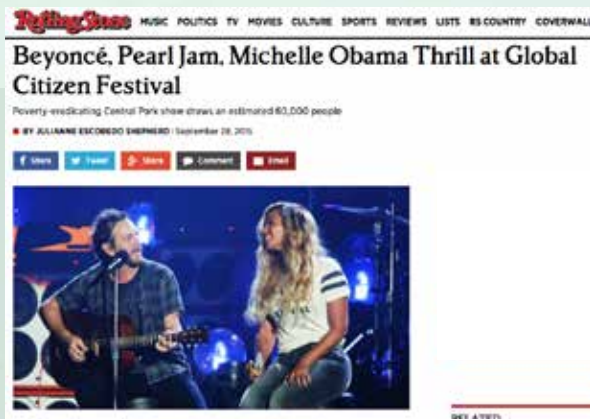 RollingStone MUSIC POLITICS TV MOVIES CULTURE SPORTS REVIEWS LISTS RS COUNTRY COVERWALL
Beyoncé, Pearl Jam, Michelle Obama Thrill at Global
Citizen Festival
Poverty-eradicating Central Park show draws an estimated 60,000 people
BY JULIANNE ESCOBEDO SHEPHERD September 28, 2015
f Share Tweet g+ Share Comment Email
RELATED